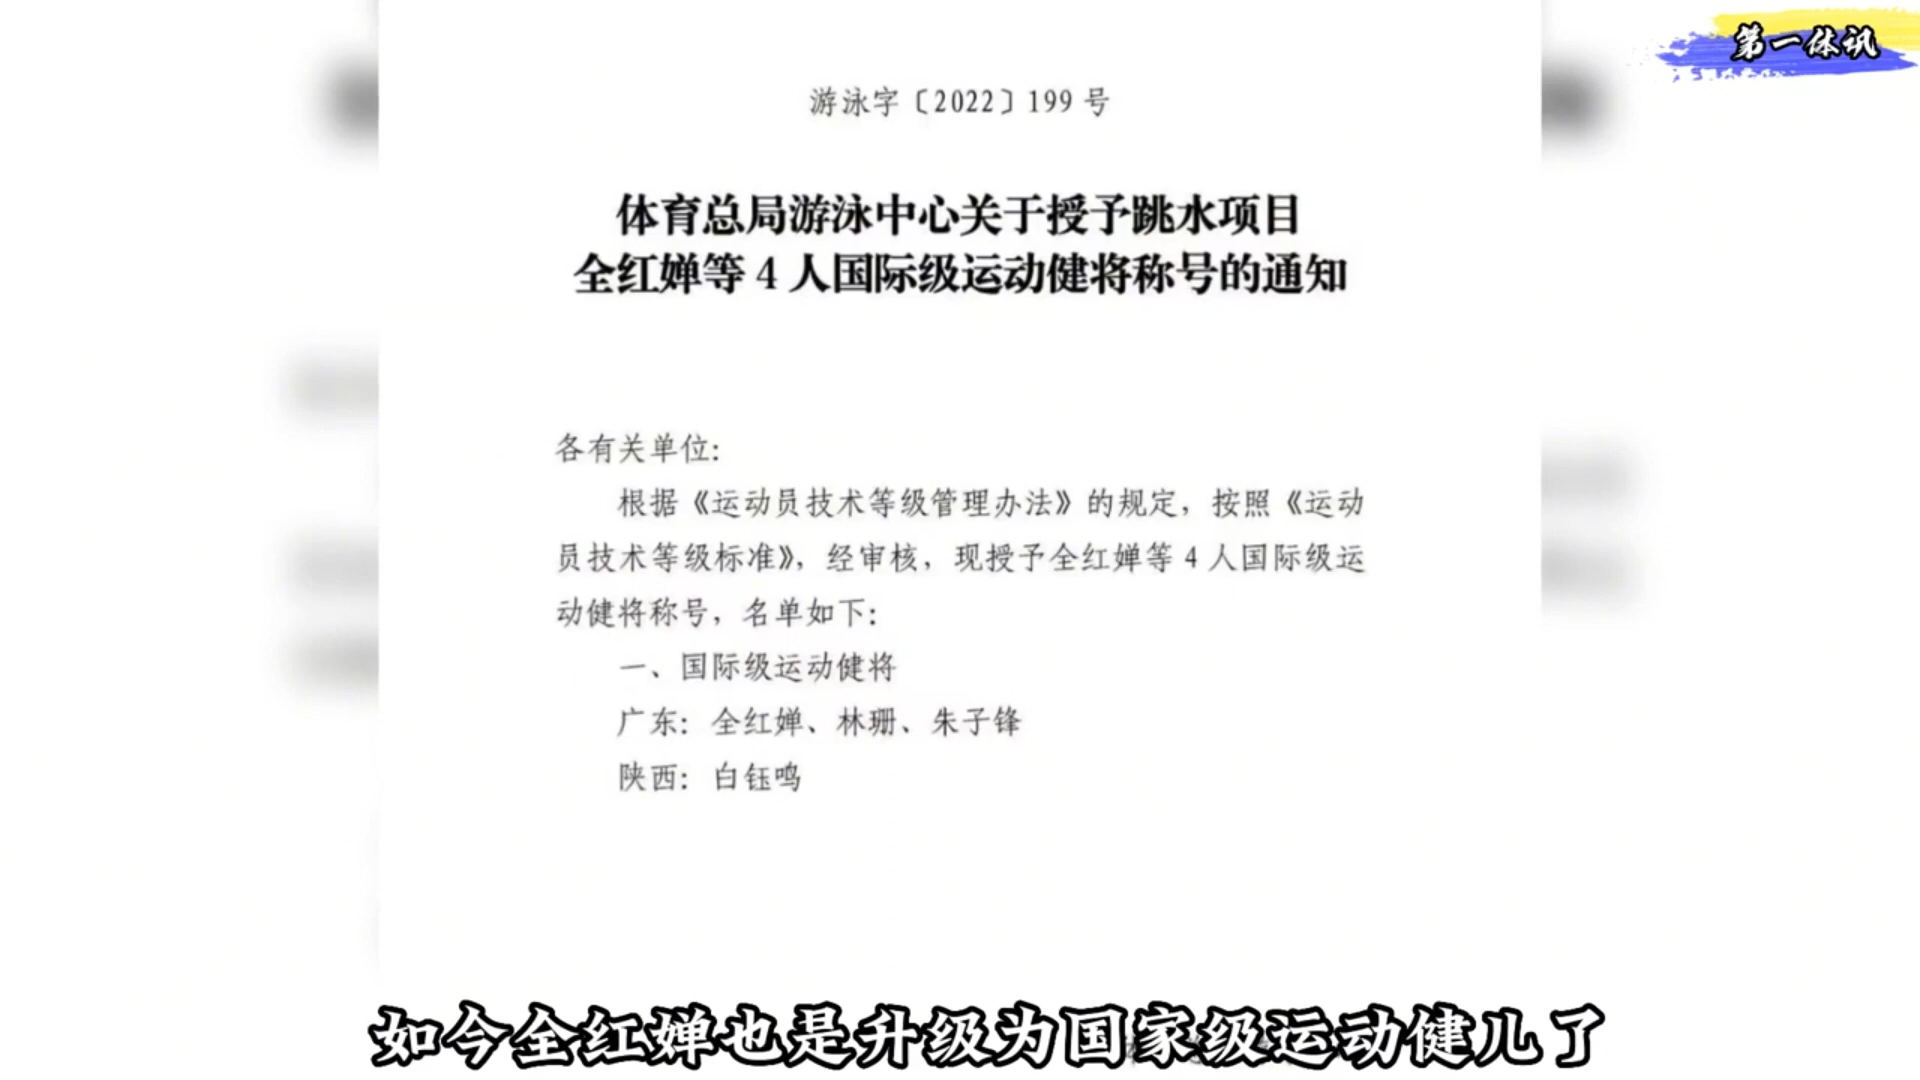 第一体讯
游泳字〔2022〕199 号
体育总局游泳中心关于授予跳水项目
全红婵等 4 人国际级运动健将称号的通知
各有关单位:
根据《运动员技术等级管理办法》的规定，按照《运动
员技术等级标准》，经审核，现授予全红婵等 4 人国际级运
动健将称号，名单如下:
一、国际级运动健将
广东: 全红婵、林珊、朱子锋
陕西: 白钰鸣
如今全红婵也是升级为国家级运动健儿了